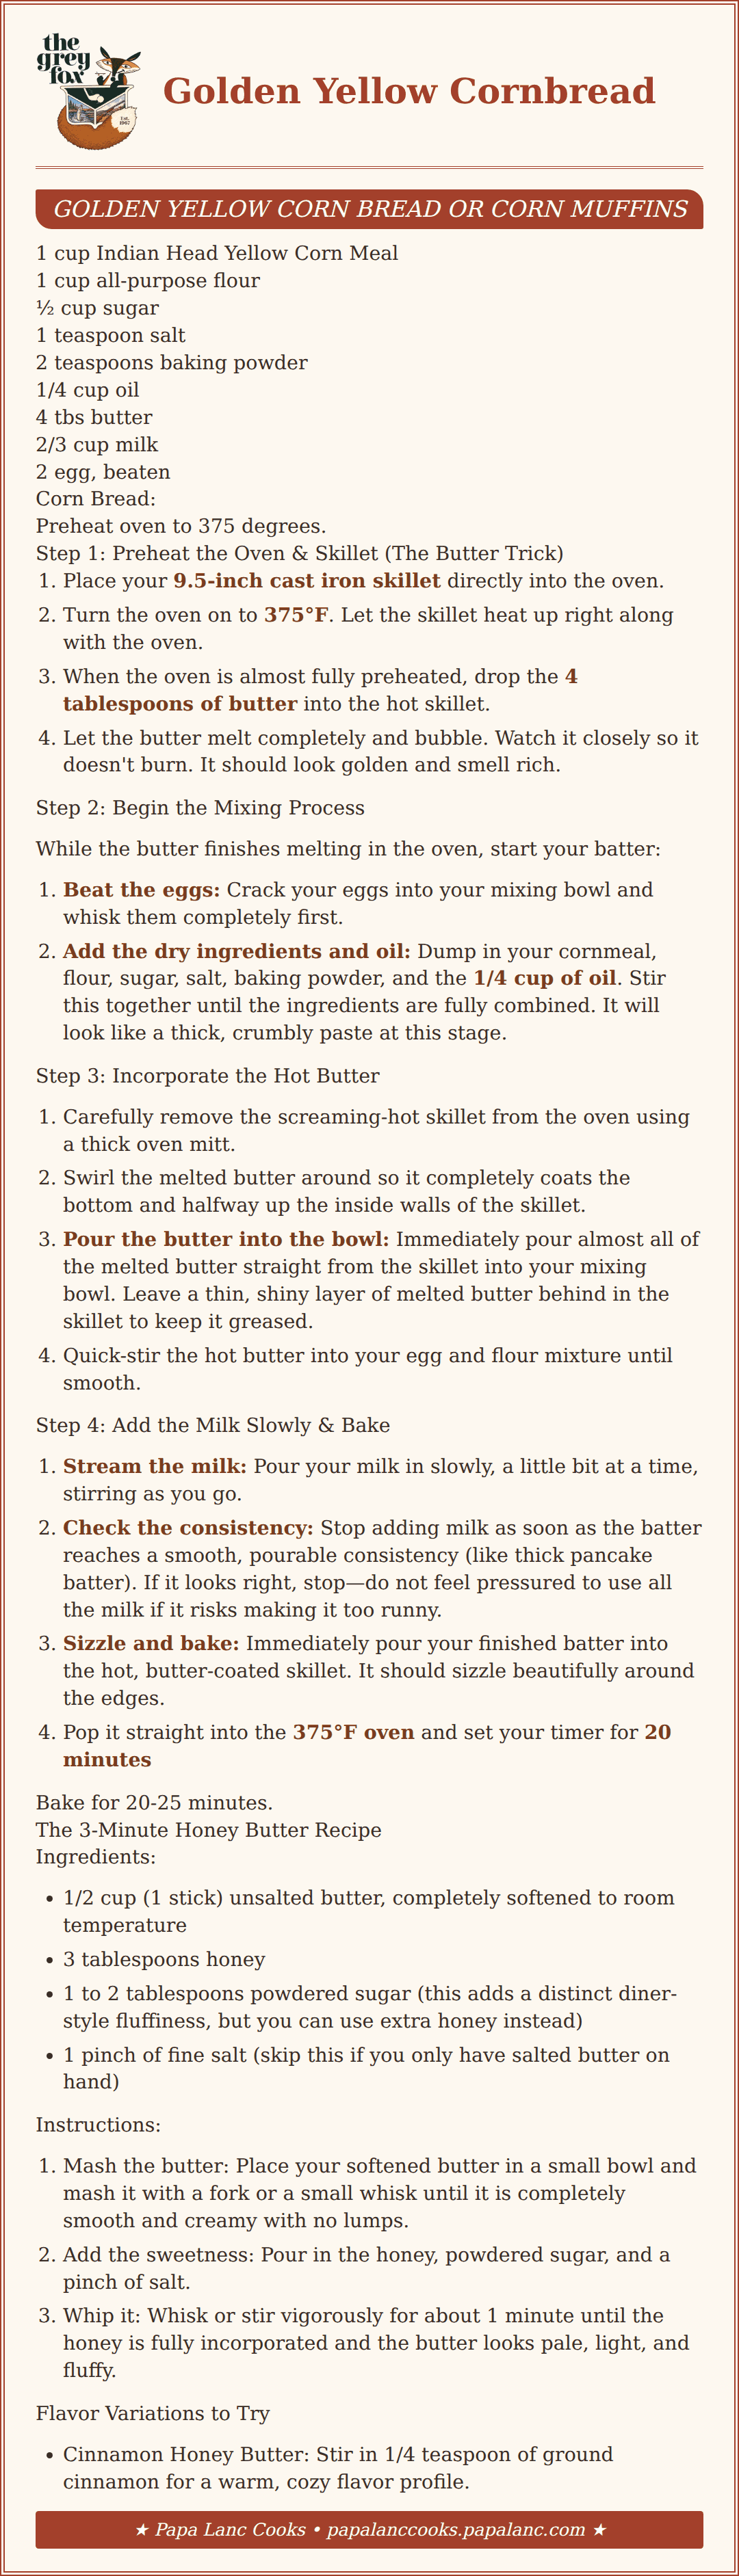 the
grey
fox
Est.
1967
Golden Yellow Cornbread
GOLDEN YELLOW CORN BREAD OR CORN MUFFINS
1 cup Indian Head Yellow Corn Meal
1 cup all-purpose flour
½ cup sugar
1 teaspoon salt
2 teaspoons baking powder
1/4 cup oil
4 tbs butter
2/3 cup milk
2 egg, beaten
Corn Bread:
Preheat oven to 375 degrees.
Step 1: Preheat the Oven & Skillet (The Butter Trick)
1. Place your 9.5-inch cast iron skillet directly into the oven.
2. Turn the oven on to 375°F. Let the skillet heat up right along
with the oven.
3. When the oven is almost fully preheated, drop the 4
tablespoons of butter into the hot skillet.
4. Let the butter melt completely and bubble. Watch it closely so it
doesn't burn. It should look golden and smell rich.
Step 2: Begin the Mixing Process
While the butter finishes melting in the oven, start your batter:
1. Beat the eggs: Crack your eggs into your mixing bowl and
whisk them completely first.
2. Add the dry ingredients and oil: Dump in your cornmeal,
flour, sugar, salt, baking powder, and the 1/4 cup of oil. Stir
this together until the ingredients are fully combined. It will
look like a thick, crumbly paste at this stage.
Step 3: Incorporate the Hot Butter
1. Carefully remove the screaming-hot skillet from the oven using
a thick oven mitt.
2. Swirl the melted butter around so it completely coats the
bottom and halfway up the inside walls of the skillet.
3. Pour the butter into the bowl: Immediately pour almost all of
the melted butter straight from the skillet into your mixing
bowl. Leave a thin, shiny layer of melted butter behind in the
skillet to keep it greased.
4. Quick-stir the hot butter into your egg and flour mixture until
smooth.
Step 4: Add the Milk Slowly & Bake
1. Stream the milk: Pour your milk in slowly, a little bit at a time,
stirring as you go.
2. Check the consistency: Stop adding milk as soon as the batter
reaches a smooth, pourable consistency (like thick pancake
batter). If it looks right, stop—do not feel pressured to use all
the milk if it risks making it too runny.
3. Sizzle and bake: Immediately pour your finished batter into
the hot, butter-coated skillet. It should sizzle beautifully around
the edges.
4. Pop it straight into the 375°F oven and set your timer for 20
minutes
Bake for 20-25 minutes.
The 3-Minute Honey Butter Recipe
Ingredients:
• 1/2 cup (1 stick) unsalted butter, completely softened to room
temperature
• 3 tablespoons honey
• 1 to 2 tablespoons powdered sugar (this adds a distinct diner-
style fluffiness, but you can use extra honey instead)
• 1 pinch of fine salt (skip this if you only have salted butter on
hand)
Instructions:
1. Mash the butter: Place your softened butter in a small bowl and
mash it with a fork or a small whisk until it is completely
smooth and creamy with no lumps.
2. Add the sweetness: Pour in the honey, powdered sugar, and a
pinch of salt.
3. Whip it: Whisk or stir vigorously for about 1 minute until the
honey is fully incorporated and the butter looks pale, light, and
fluffy.
Flavor Variations to Try
• Cinnamon Honey Butter: Stir in 1/4 teaspoon of ground
cinnamon for a warm, cozy flavor profile.
★ Papa Lanc Cooks • papalanccooks.papalanc.com ★